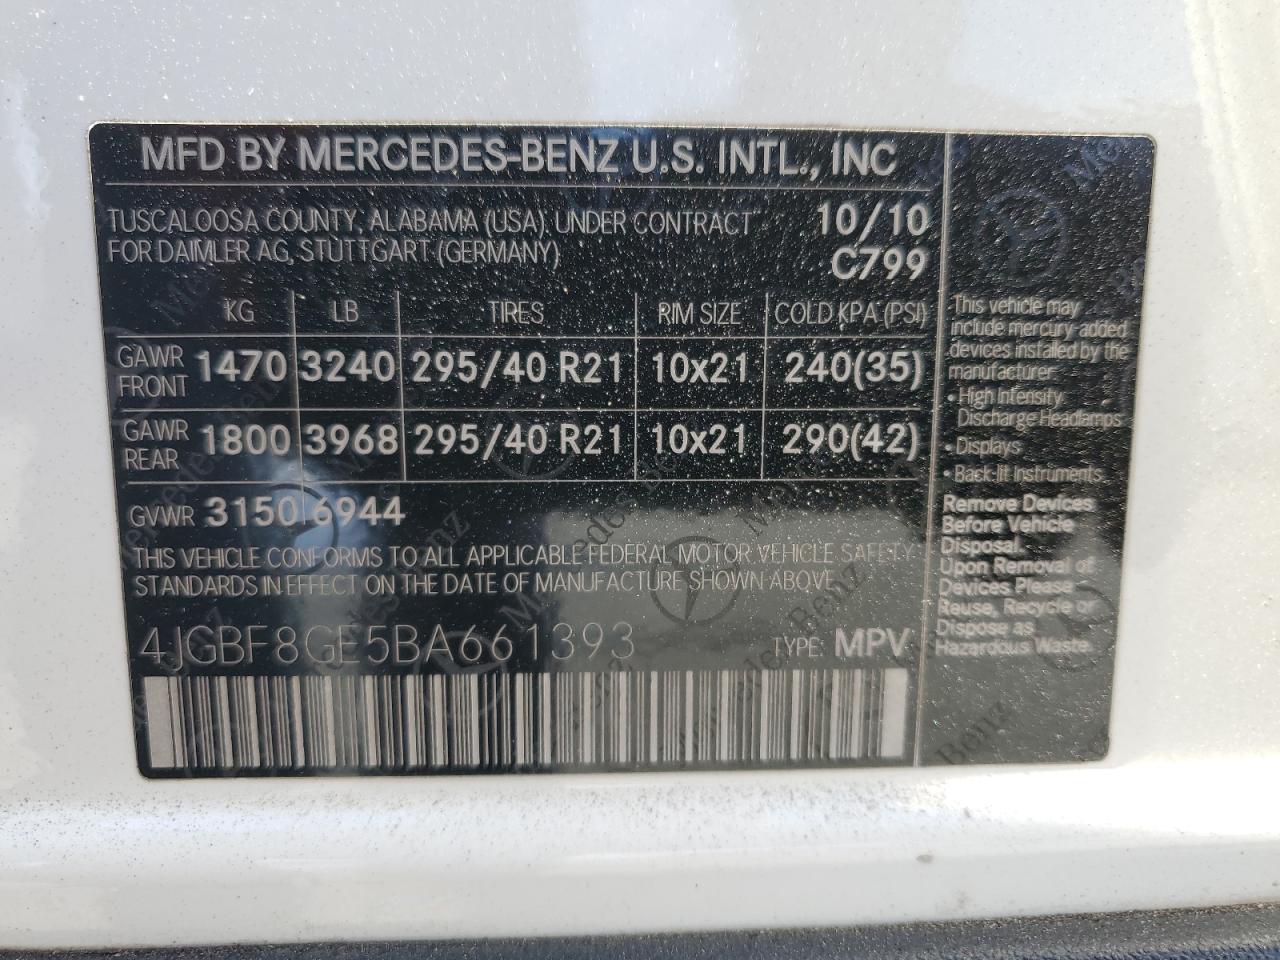 MFD BY MERCEDES-BENZ U.S. INTL., INC
TUSCALOOSA COUNTY, ALABAMA (USA), UNDER CONTRACT 10/10
FOR DAIMLER AG, STUTTGART (GERMANY) C799
KG LB TIRES RIM SIZE COLD KPA (PSI)
GAWR FRONT 1470 3240 295/40 R21 10x21 240(35)
GAWR REAR 1800 3968 295/40 R21 10x21 290(42)
GVWR 3150 6944
THIS VEHICLE CONFORMS TO ALL APPLICABLE FEDERAL MOTOR VEHICLE SAFETY
STANDARDS IN EFFECT ON THE DATE OF MANUFACTURE SHOWN ABOVE
4JGBF8GE5BA661393 TYPE: MPV
This vehicle may
include mercury-added
devices installed by the
manufacturer
• High Intensity
Discharge Headlamps
• Displays
• Back-lit Instruments
Remove Devices
Before Vehicle
Disposal.
Upon Removal of
Devices Please
Reuse, Recycle or
Dispose as
Hazardous Waste.